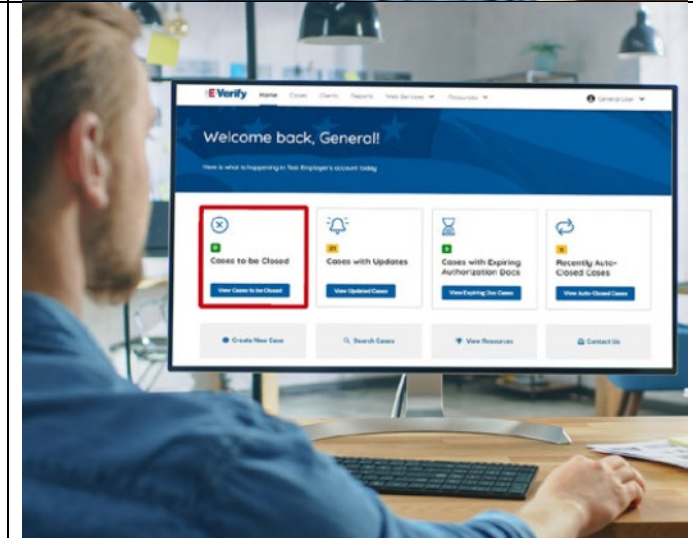 E Verify
Home Cases Clients Reports Web Services Resources General User
Welcome back, General!
Here is what is happening in Test Employer's account today
Cases to be Closed
View Cases to be Closed
21
Cases with Updates
View Updated Cases
Cases with Expiring
Authorization Docs
View Expiring Doc Cases
Recently Auto-
Closed Cases
View Auto-Closed Cases
Create New Case
Search Cases
View Resources
Contact Us